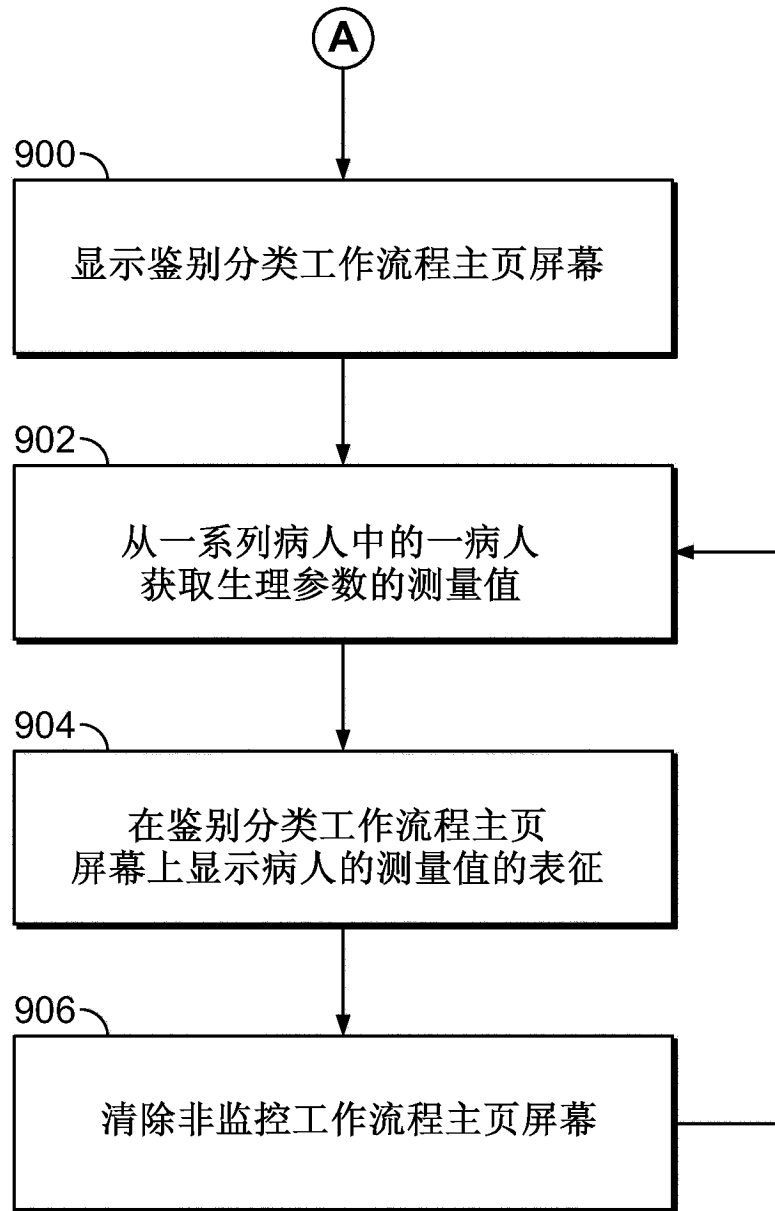 A
900
显示鉴别分类工作流程主页屏幕
902
从一系列病人中的一病人
获取生理参数的测量值
904
在鉴别分类工作流程主页
屏幕上显示病人的测量值的表征
906
清除非监控工作流程主页屏幕